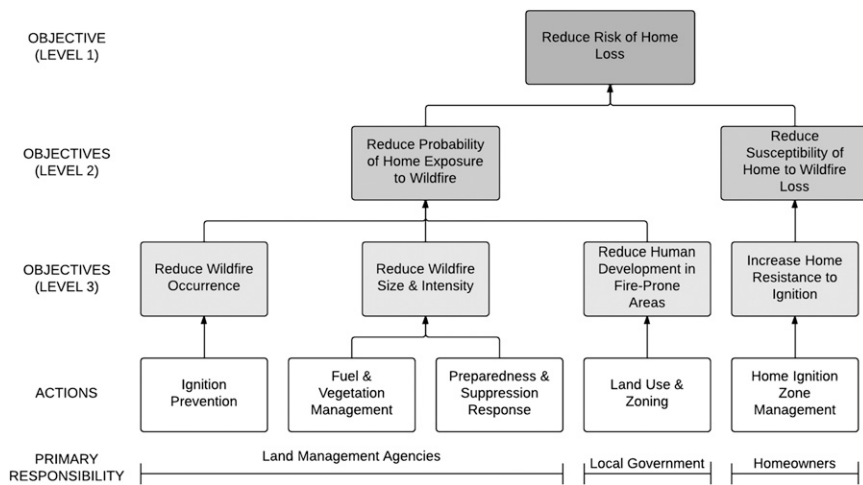 OBJECTIVE
(LEVEL 1)
Reduce Risk of Home
Loss
OBJECTIVES
(LEVEL 2)
Reduce Probability
of Home Exposure
to Wildfire
Reduce
Susceptibility of
Home to Wildfire
Loss
OBJECTIVES
(LEVEL 3)
Reduce Wildfire
Occurrence
Reduce Wildfire
Size & Intensity
Reduce Human
Development in
Fire-Prone
Areas
Increase Home
Resistance to
Ignition
ACTIONS
Ignition
Prevention
Fuel &
Vegetation
Management
Preparedness &
Suppression
Response
Land Use &
Zoning
Home Ignition
Zone
Management
PRIMARY
RESPONSIBILITY
Land Management Agencies
Local Government
Homeowners